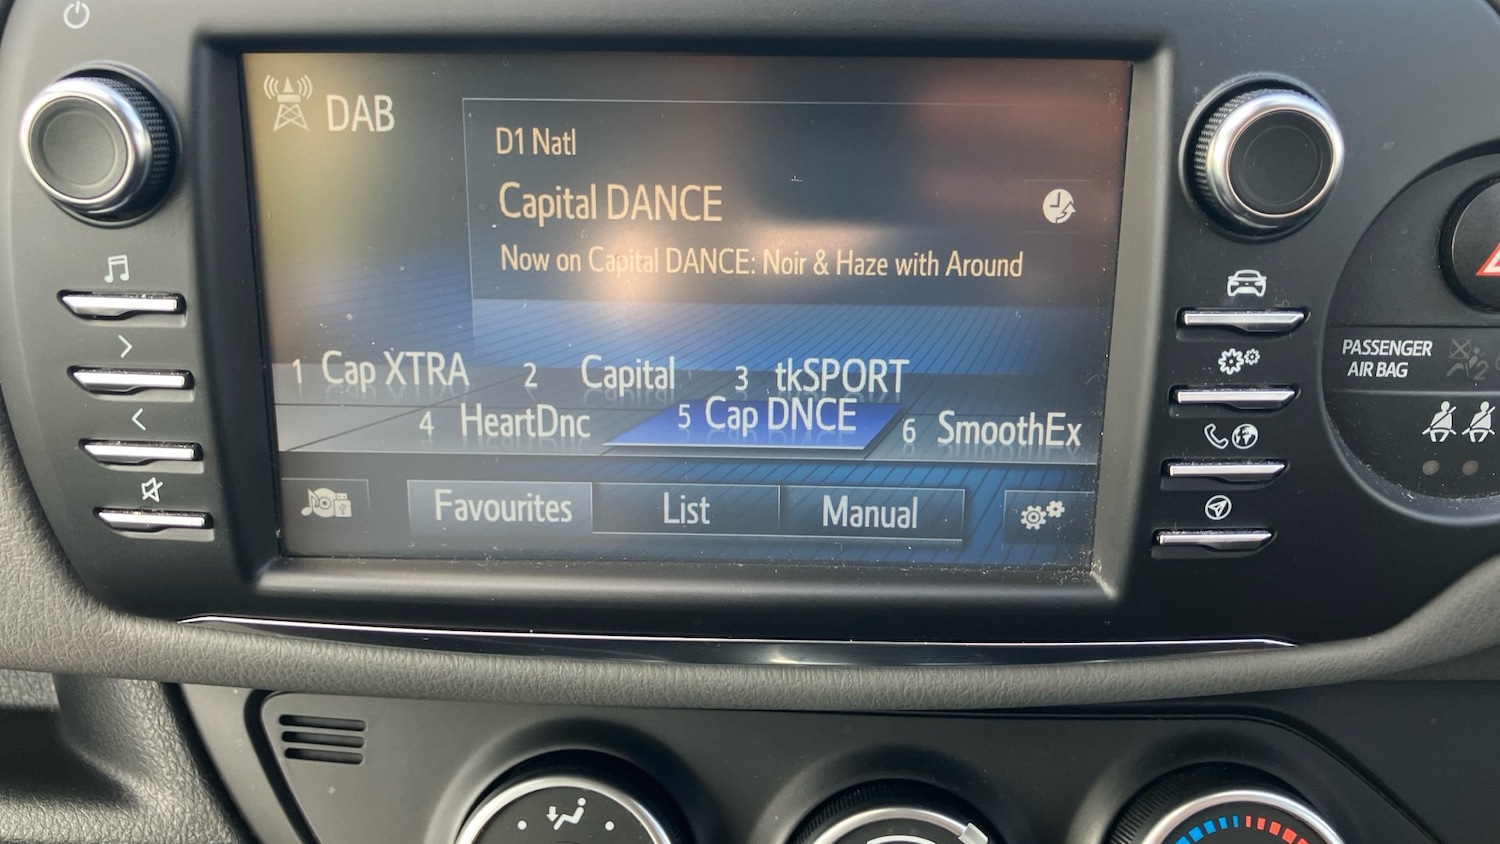 DAB
D1 Natl
Capital DANCE
Now on Capital DANCE: Noir & Haze with Around
1 Cap XTRA 2 Capital 3 tkSPORT
4 HeartDnc 5 Cap DNCE 6 SmoothEx
Favourites List Manual
PASSENGER
AIR BAG
2